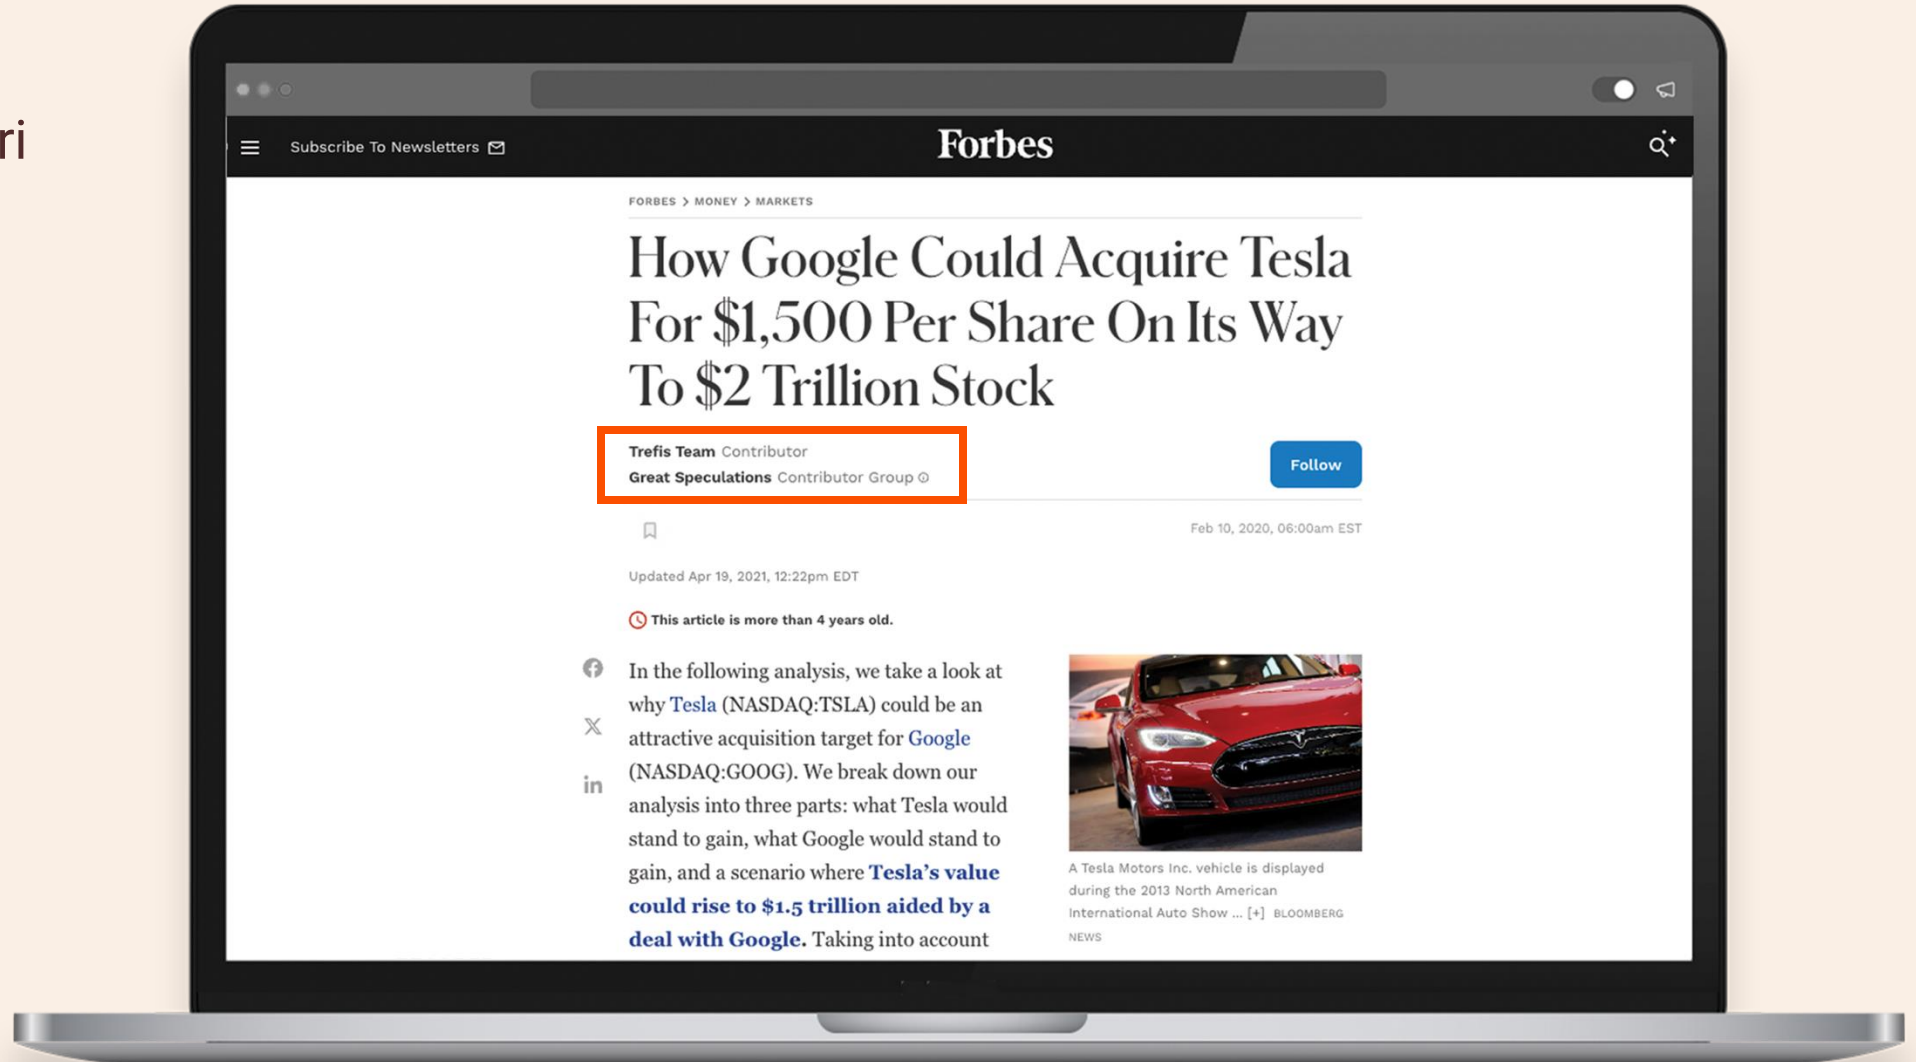 ri
Subscribe To Newsletters
Forbes
FORBES > MONEY > MARKETS
How Google Could Acquire Tesla
For $1,500 Per Share On Its Way
To $2 Trillion Stock
Trefis Team Contributor
Great Speculations Contributor Group
Follow
Feb 10, 2020, 06:00am EST
Updated Apr 19, 2021, 12:22pm EDT
This article is more than 4 years old.
In the following analysis, we take a look at
why Tesla (NASDAQ:TSLA) could be an
attractive acquisition target for Google
(NASDAQ:GOOG). We break down our
analysis into three parts: what Tesla would
stand to gain, what Google would stand to
gain, and a scenario where Tesla’s value
could rise to $1.5 trillion aided by a
deal with Google. Taking into account
A Tesla Motors Inc. vehicle is displayed
during the 2013 North American
International Auto Show ... [+] BLOOMBERG
NEWS